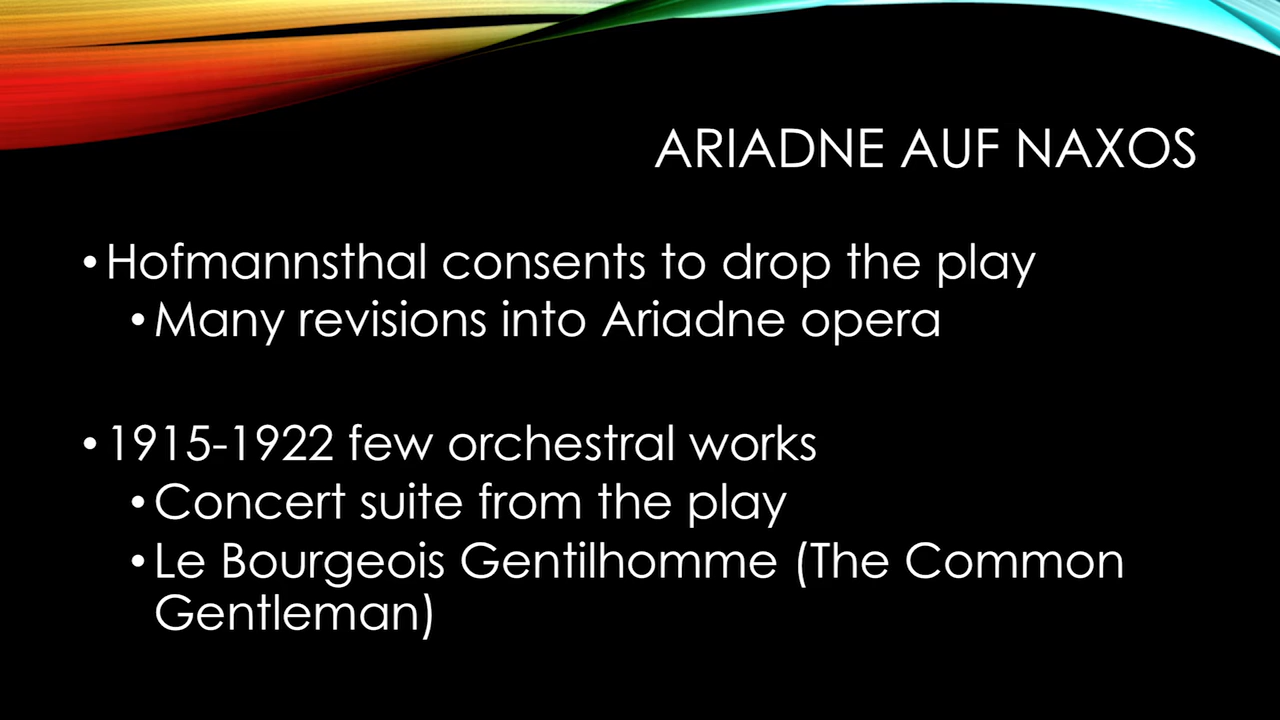 ARIADNE AUF NAXOS
• Hofmannsthal consents to drop the play
• Many revisions into Ariadne opera
• 1915-1922 few orchestral works
• Concert suite from the play
• Le Bourgeois Gentilhomme (The Common
Gentleman)